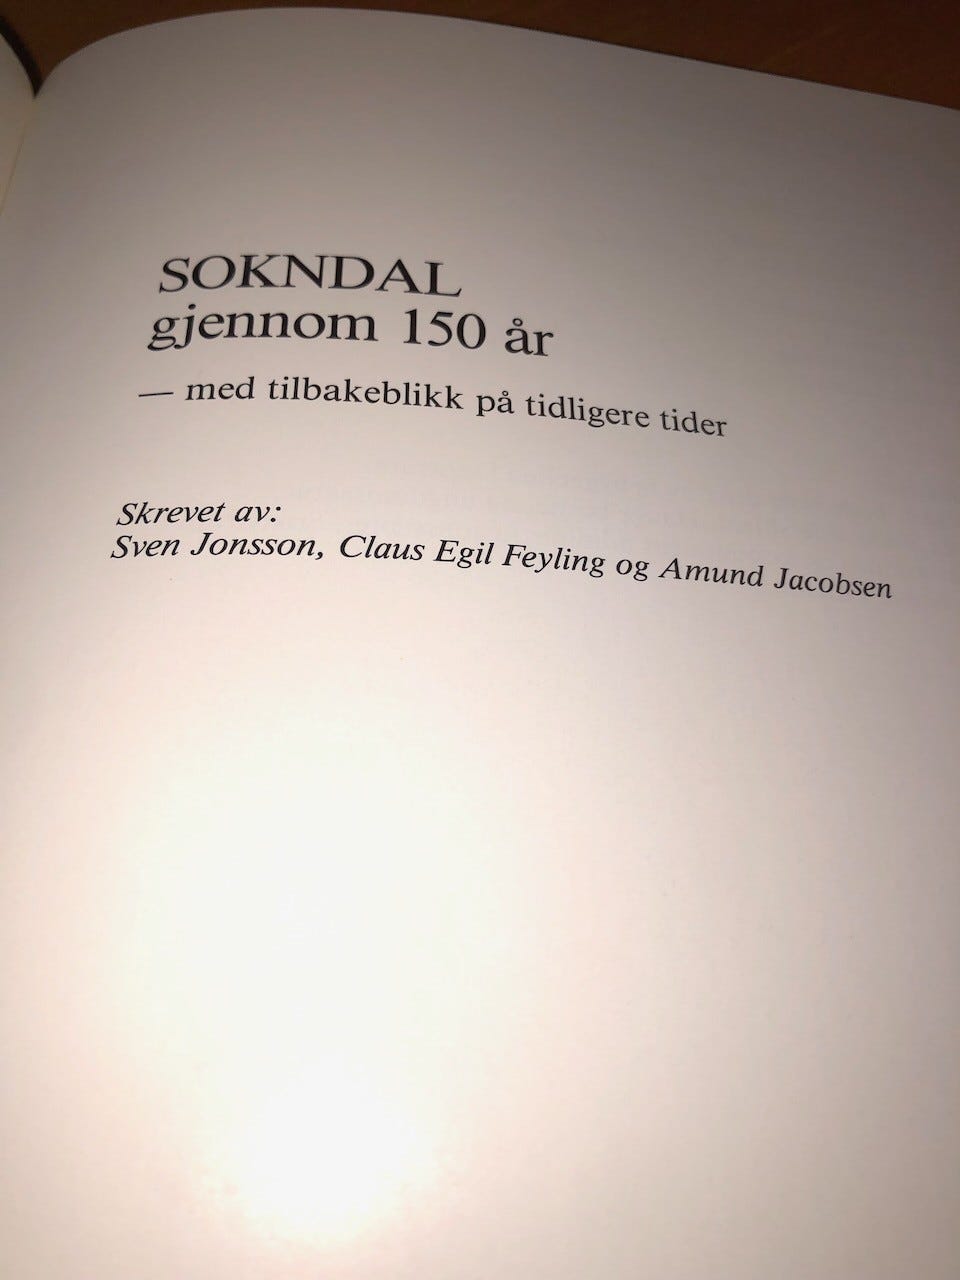 SOKNDAL
gjennom 150 år
— med tilbakeblikk på tidligere tider
Skrevet av:
Sven Jonsson, Claus Egil Feyling og Amund Jacobsen